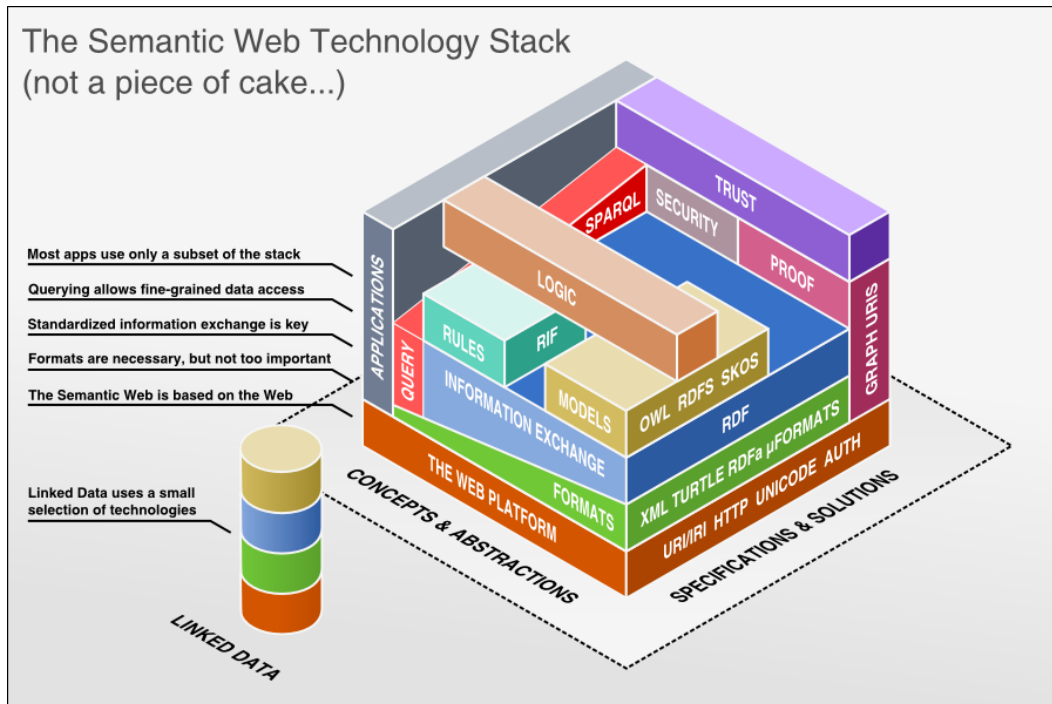 The Semantic Web Technology Stack
(not a piece of cake...)
Most apps use only a subset of the stack
Querying allows fine-grained data access
Standardized information exchange is key
Formats are necessary, but not too important
The Semantic Web is based on the Web
Linked Data uses a small
selection of technologies
LINKED DATA
APPLICATIONS
QUERY
RULES
RIF
LOGIC
SPARQL
SECURITY
TRUST
PROOF
GRAPH URIS
INFORMATION EXCHANGE
MODELS
OWL RDFS SKOS
RDF
FORMATS
XML TURTLE RDFa µFORMATS
THE WEB PLATFORM
URI/IRI HTTP UNICODE AUTH
CONCEPTS & ABSTRACTIONS
SPECIFICATIONS & SOLUTIONS